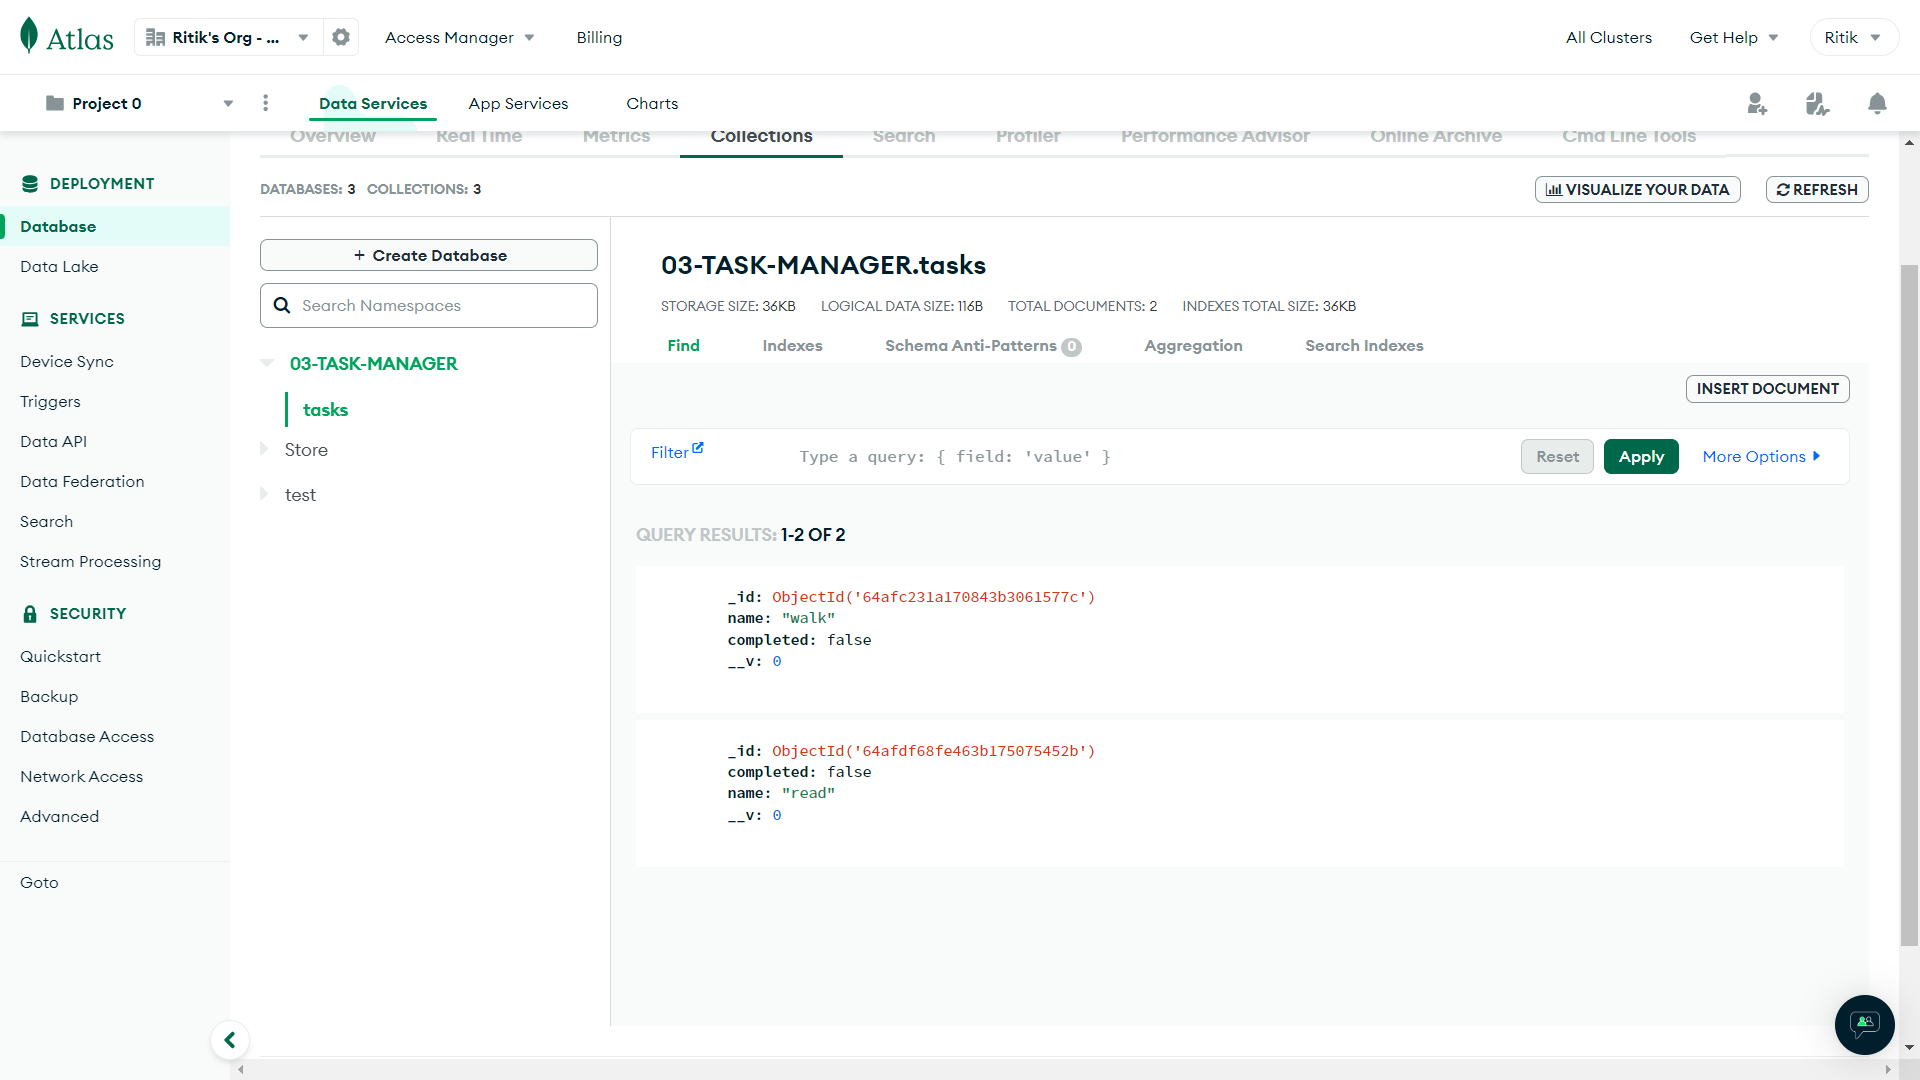 Atlas
Ritik's Org - ...
Access Manager
Billing
All Clusters
Get Help
Ritik
Project 0
Data Services
App Services
Charts
Overview
Real Time
Metrics
Collections
Search
Profiler
Performance Advisor
Online Archive
Cmd Line Tools
DEPLOYMENT
Database
Data Lake
SERVICES
Device Sync
Triggers
Data API
Data Federation
Search
Stream Processing
SECURITY
Quickstart
Backup
Database Access
Network Access
Advanced
Goto
DATABASES: 3 COLLECTIONS: 3
VISUALIZE YOUR DATA
REFRESH
+ Create Database
Search Namespaces
03-TASK-MANAGER
tasks
Store
test
03-TASK-MANAGER.tasks
STORAGE SIZE: 36KB LOGICAL DATA SIZE: 116B TOTAL DOCUMENTS: 2 INDEXES TOTAL SIZE: 36KB
Find
Indexes
Schema Anti-Patterns 0
Aggregation
Search Indexes
INSERT DOCUMENT
Filter
Type a query: { field: 'value' }
Reset
Apply
More Options
QUERY RESULTS: 1-2 OF 2
_id: ObjectId('64afc231a170843b3061577c')
name: "walk"
completed: false
__v: 0
_id: ObjectId('64afdf68fe463b175075452b')
completed: false
name: "read"
__v: 0